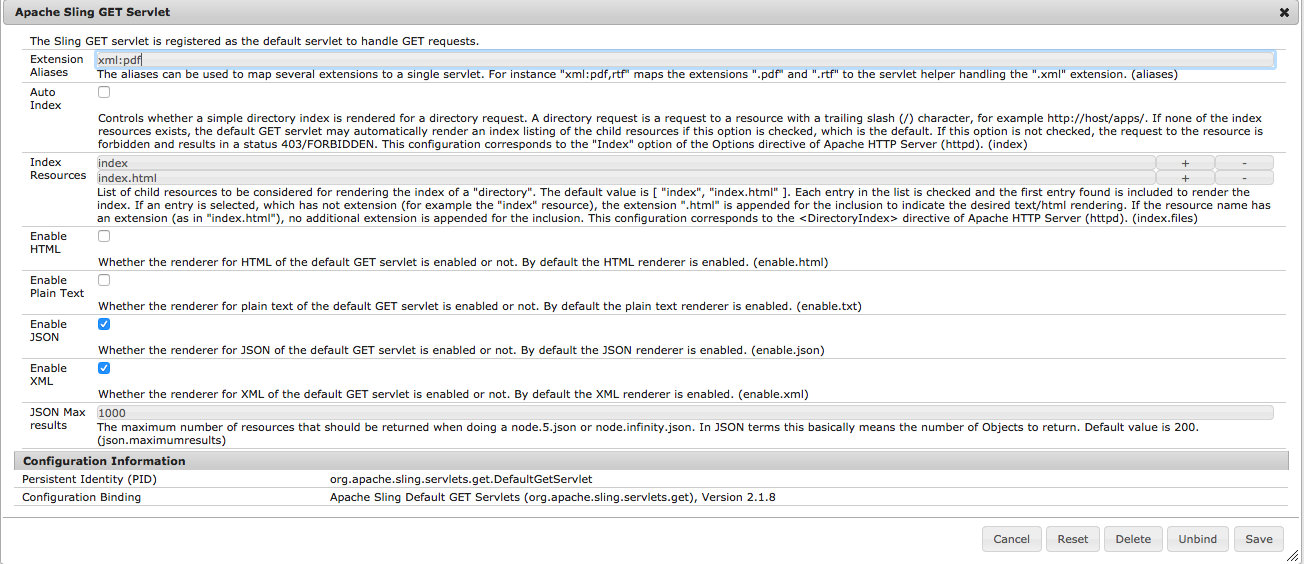 Apache Sling GET Servlet
The Sling GET servlet is registered as the default servlet to handle GET requests.
Extension
Aliases
xml:pdf
The aliases can be used to map several extensions to a single servlet. For instance "xml:pdf,rtf" maps the extensions ".pdf" and ".rtf" to the servlet helper handling the ".xml" extension. (aliases)
Auto
Index
Controls whether a simple directory index is rendered for a directory request. A directory request is a request to a resource with a trailing slash (/) character, for example http://host/apps/. If none of the index
resources exists, the default GET servlet may automatically render an index listing of the child resources if this option is checked, which is the default. If this option is not checked, the request to the resource is
forbidden and results in a status 403/FORBIDDEN. This configuration corresponds to the "Index" option of the Options directive of Apache HTTP Server (httpd). (index)
Index
Resources
index
+ -
index.html
+ -
List of child resources to be considered for rendering the index of a "directory". The default value is [ "index", "index.html" ]. Each entry in the list is checked and the first entry found is included to render the
index. If an entry is selected, which has not extension (for example the "index" resource), the extension ".html" is appended for the inclusion to indicate the desired text/html rendering. If the resource name has
an extension (as in "index.html"), no additional extension is appended for the inclusion. This configuration corresponds to the <DirectoryIndex> directive of Apache HTTP Server (httpd). (index.files)
Enable
HTML
Whether the renderer for HTML of the default GET servlet is enabled or not. By default the HTML renderer is enabled. (enable.html)
Enable
Plain Text
Whether the renderer for plain text of the default GET servlet is enabled or not. By default the plain text renderer is enabled. (enable.txt)
Enable
JSON
Whether the renderer for JSON of the default GET servlet is enabled or not. By default the JSON renderer is enabled. (enable.json)
Enable
XML
Whether the renderer for XML of the default GET servlet is enabled or not. By default the XML renderer is enabled. (enable.xml)
JSON Max
results
1000
The maximum number of resources that should be returned when doing a node.5.json or node.infinity.json. In JSON terms this basically means the number of Objects to return. Default value is 200.
(json.maximumresults)
Configuration Information
Persistent Identity (PID) org.apache.sling.servlets.get.DefaultGetServlet
Configuration Binding Apache Sling Default GET Servlets (org.apache.sling.servlets.get), Version 2.1.8
Cancel Reset Delete Unbind Save